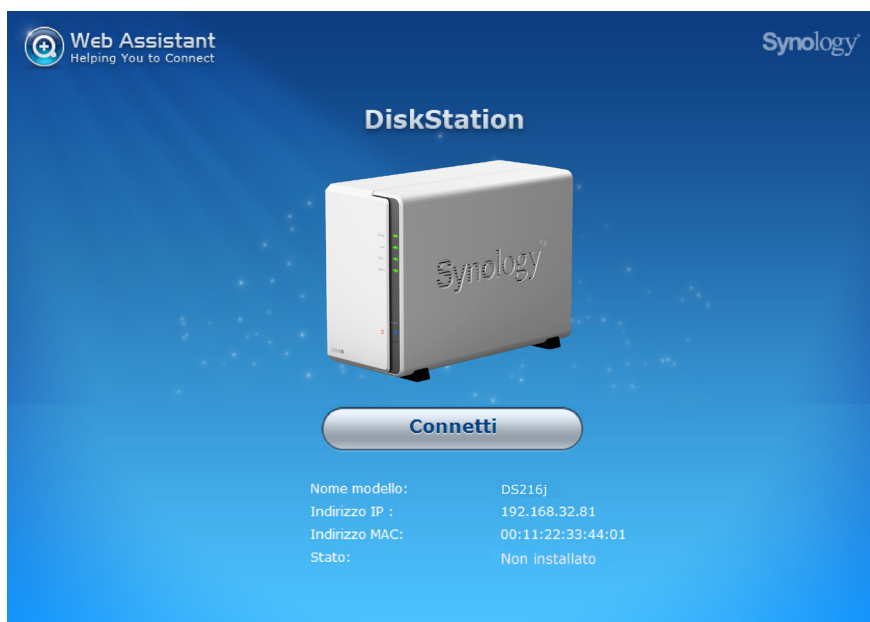 Web Assistant
Helping You to Connect
Synology
DiskStation
Synology
Connetti
Nome modello: DS216j
Indirizzo IP : 192.168.32.81
Indirizzo MAC: 00:11:22:33:44:01
Stato: Non installato